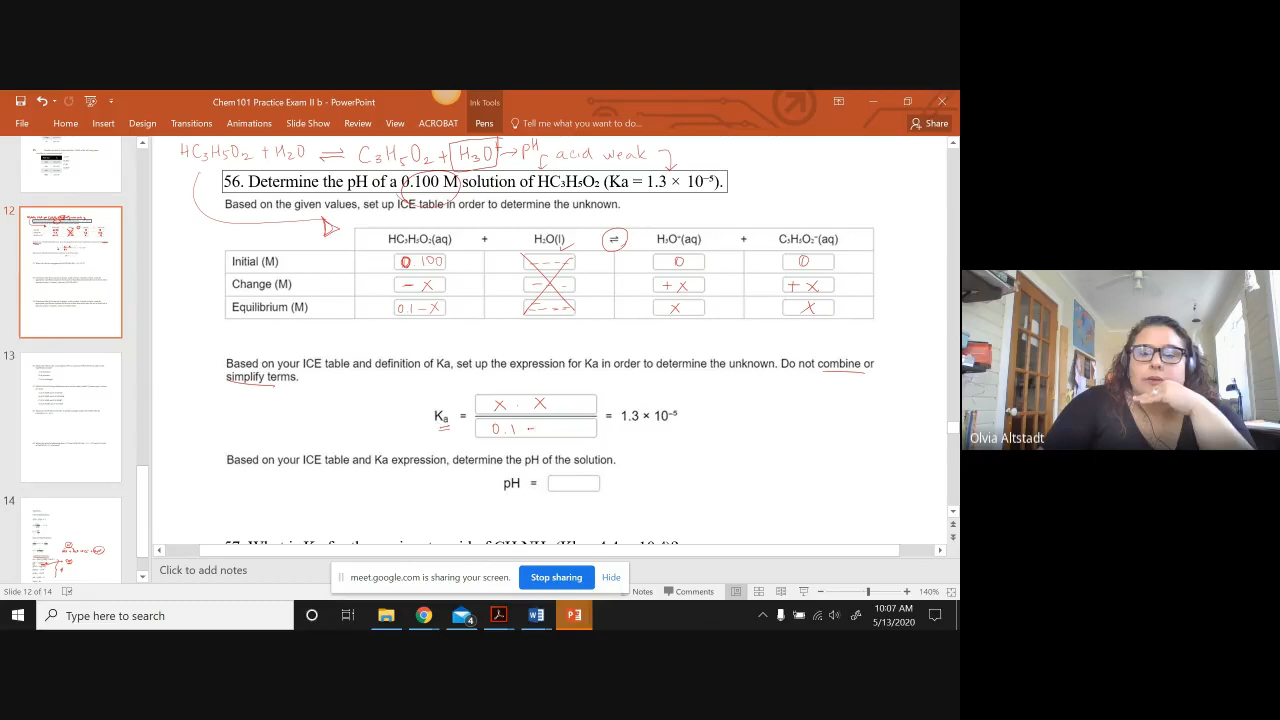 Chem101 Practice Exam II b - PowerPoint
Ink Tools
File Home Insert Design Transitions Animations Slide Show Review View ACROBAT Pens Tell me what you want to do... Share
HC3H5O2 + H2O ⇌ C3H5O2 + H3O+ → pH acid weak
56. Determine the pH of a 0.100 M solution of HC₃H₅O₂ (Ka = 1.3 × 10⁻⁵).
Based on the given values, set up ICE table in order to determine the unknown.
HC₃H₅O₂(aq) + H₂O(l) ⇌ H₃O⁺(aq) + C₃H₅O₂⁻(aq)
Initial (M) 0.100 - - - 0 0
Change (M) - x - - - + x + x
Equilibrium (M) 0.1 - x - - - - x x
Based on your ICE table and definition of Ka, set up the expression for Ka in order to determine the unknown. Do not combine or
simplify terms.
x · x
Ka = = 1.3 × 10⁻⁵
0.1 -
Based on your ICE table and Ka expression, determine the pH of the solution.
pH =
12
13
14
Olvia Altstadt
Click to add notes
meet.google.com is sharing your screen. Stop sharing Hide
Slide 12 of 14 Notes Comments 140%
Type here to search
4
10:07 AM
5/13/2020